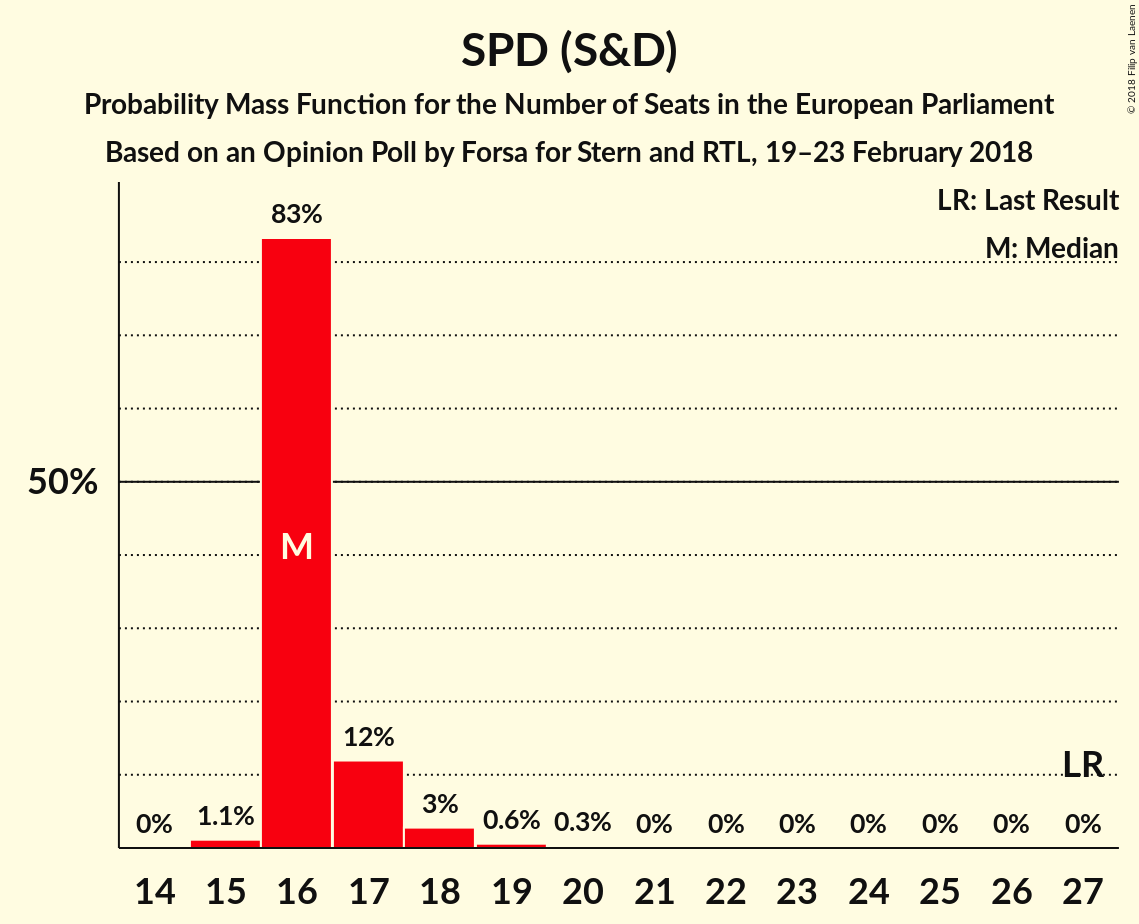 SPD (S&D)
Probability Mass Function for the Number of Seats in the European Parliament
Based on an Opinion Poll by Forsa for Stern and RTL, 19–23 February 2018
© 2018 Filip van Laenen
LR: Last Result
M: Median
83%
50%
M
12%
LR
0% 1.1% 3% 0.6% 0.3% 0% 0% 0% 0% 0% 0% 0%
14 15 16 17 18 19 20 21 22 23 24 25 26 27